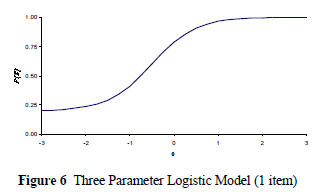 1.00
0.75
P(θ)
0.50
0.25
0.00
-3 -2 -1 0 1 2 3
θ
Figure 6 Three Parameter Logistic Model (1 item)